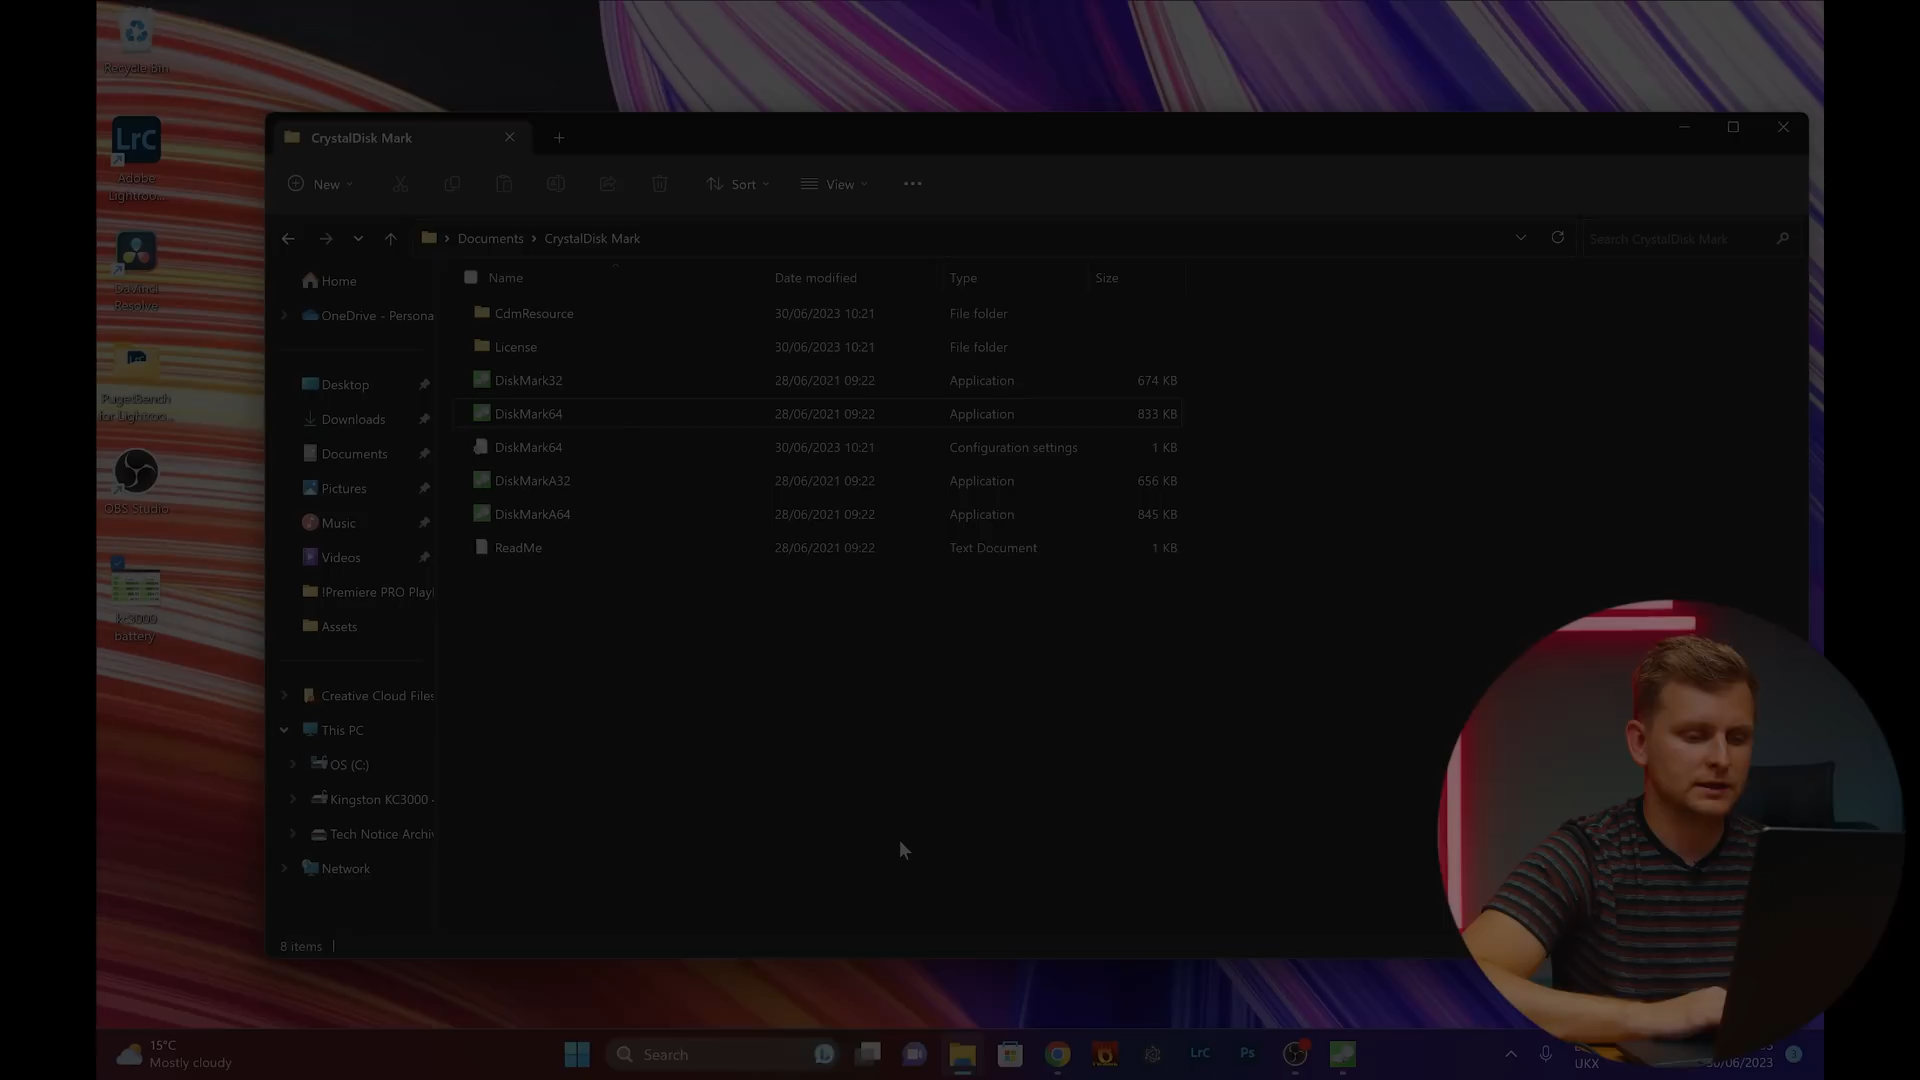 Recycle Bin
Adobe
Lightroo...
DaVinci
Resolve
PugetBench
for Lightroo...
OBS Studio
kc3000
battery
CrystalDisk Mark
New
Sort
View
Documents
CrystalDisk Mark
Search CrystalDisk Mark
Home
OneDrive - Persona
Desktop
Downloads
Documents
Pictures
Music
Videos
!Premiere PRO Playl
Assets
Creative Cloud Files
This PC
OS (C:)
Kingston KC3000 -
Tech Notice Archiv
Network
Name Date modified Type Size
CdmResource 30/06/2023 10:21 File folder
License 30/06/2023 10:21 File folder
DiskMark32 28/06/2021 09:22 Application 674 KB
DiskMark64 28/06/2021 09:22 Application 833 KB
DiskMark64 30/06/2023 10:21 Configuration settings 1 KB
DiskMarkA32 28/06/2021 09:22 Application 656 KB
DiskMarkA64 28/06/2021 09:22 Application 845 KB
ReadMe 28/06/2021 09:22 Text Document 1 KB
8 items
15°C
Mostly cloudy
Search
LrC
Ps
UKX
30/06/2023
3